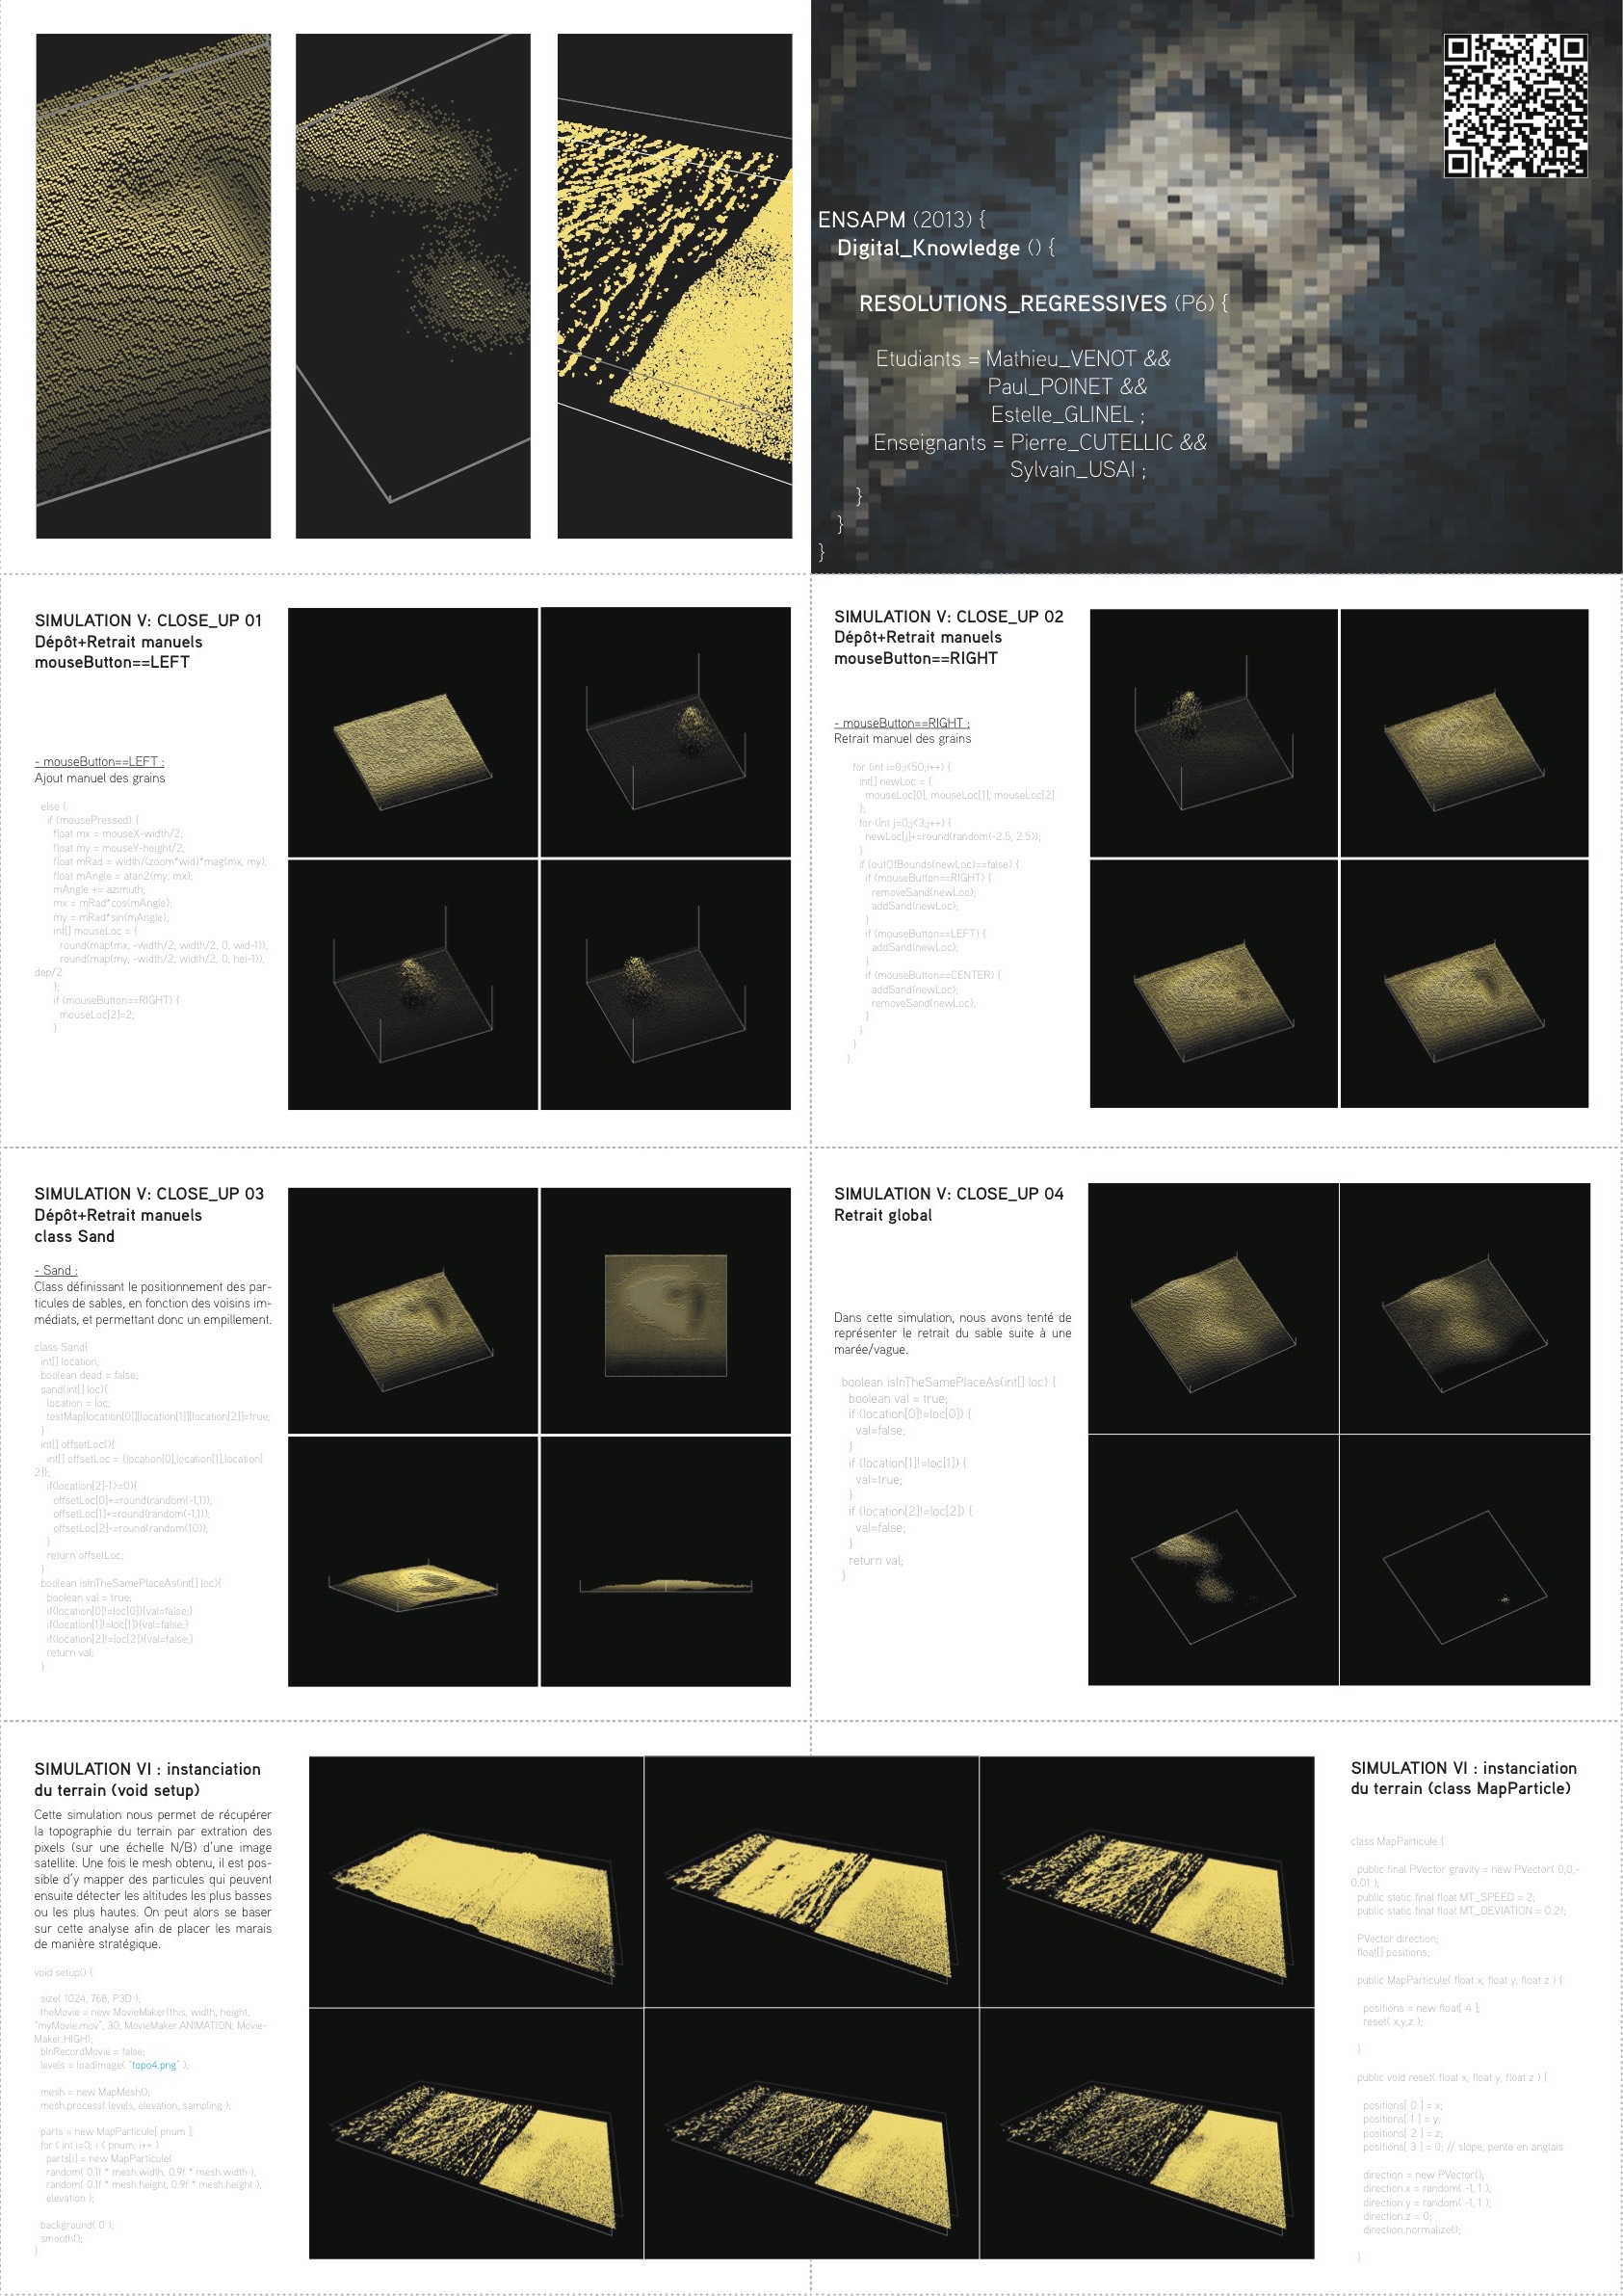 ENSAPM (2013) {
Digital_Knowledge () {
RESOLUTIONS_REGRESSIVES (P6) {
Etudiants = Mathieu_VENOT &&
Paul_POINET &&
Estelle_GLINEL ;
Enseignants = Pierre_CUTELLIC &&
Sylvain_USAI ;
}
}
}
SIMULATION V: CLOSE_UP 01
Dépôt+Retrait manuels
mouseButton==LEFT
- mouseButton==LEFT :
Ajout manuel des grains
else {
if (mousePressed) {
float mx = mouseX-width/2;
float my = mouseY-height/2;
float mRad = width/(zoom*wid)*mag(mx, my);
float mAngle = atan2(my, mx);
mAngle += azimuth;
mx = mRad*cos(mAngle);
my = mRad*sin(mAngle);
int[] mouseLoc = {
round(map(mx, -width/2, width/2, 0, wid-1)),
round(map(my, -width/2, width/2, 0, hei-1)),
dep/2
};
if (mouseButton==RIGHT) {
mouseLoc[2]=2;
}
SIMULATION V: CLOSE_UP 02
Dépôt+Retrait manuels
mouseButton==RIGHT
- mouseButton==RIGHT :
Retrait manuel des grains
for (int i=0;i<50;i++) {
int[] newLoc = {
mouseLoc[0], mouseLoc[1], mouseLoc[2]
};
for (int j=0;j<3;j++) {
newLoc[j]+=round(random(-2.5, 2.5));
}
if (outOfBounds(newLoc)==false) {
if (mouseButton==RIGHT) {
removeSand(newLoc);
addSand(newLoc);
}
if (mouseButton==LEFT) {
addSand(newLoc);
}
if (mouseButton==CENTER) {
addSand(newLoc);
removeSand(newLoc);
}
}
}
}
SIMULATION V: CLOSE_UP 03
Dépôt+Retrait manuels
class Sand
- Sand :
Class définissant le positionnement des par-
ticules de sables, en fonction des voisins im-
médiats, et permettant donc un empillement.
class Sand{
int[] location;
boolean dead = false;
sand(int[] loc){
location = loc;
testMap[location[0]][location[1]][location[2]]=true;
}
int[] offsetLoc(){
int[] offsetLoc = {location[0],location[1],location[
2]};
if(location[2]-1>=0){
offsetLoc[0]+=round(random(-1,1));
offsetLoc[1]+=round(random(-1,1));
offsetLoc[2]-=round(random(10));
}
return offsetLoc;
}
boolean isInTheSamePlaceAs(int[] loc){
boolean val = true;
if(location[0]!=loc[0]){val=false;}
if(location[1]!=loc[1]){val=false;}
if(location[2]!=loc[2]){val=false;}
return val;
}
SIMULATION V: CLOSE_UP 04
Retrait global
Dans cette simulation, nous avons tenté de
représenter le retrait du sable suite à une
marée/vague.
boolean isInTheSamePlaceAs(int[] loc) {
boolean val = true;
if (location[0]!=loc[0]) {
val=false;
}
if (location[1]!=loc[1]) {
val=true;
}
if (location[2]!=loc[2]) {
val=false;
}
return val;
}
SIMULATION VI : instanciation
du terrain (void setup)
Cette simulation nous permet de récupérer
la topographie du terrain par extration des
pixels (sur une échelle N/B) d'une image
satellite. Une fois le mesh obtenu, il est pos-
sible d'y mapper des particules qui peuvent
ensuite détecter les altitudes les plus basses
ou les plus hautes. On peut alors se baser
sur cette analyse afin de placer les marais
de manière stratégique.
void setup() {
size( 1024, 768, P3D );
theMovie = new MovieMaker(this, width, height,
"myMovie.mov", 30, MovieMaker.ANIMATION, Movie-
Maker.HIGH);
bInRecordMovie = false;
levels = loadImage( "topo4.png" );
mesh = new MapMesh();
mesh.process( levels, elevation, sampling );
parts = new MapParticule[ pnum ];
for ( int i=0; i < pnum; i++ )
parts[i] = new MapParticule(
random( 0.1f * mesh.width, 0.9f * mesh.width ),
random( 0.1f * mesh.height, 0.9f * mesh.height ),
elevation );
background( 0 );
smooth();
}
SIMULATION VI : instanciation
du terrain (class MapParticle)
class MapParticule {
public final PVector gravity = new PVector( 0,0,-
0.01 );
public static final float MT_SPEED = 2;
public static final float MT_DEVIATION = 0.2f;
PVector direction;
float[] positions;
public MapParticule( float x, float y, float z ) {
positions = new float[ 4 ];
reset( x,y,z );
}
public void reset( float x, float y, float z ) {
positions[ 0 ] = x;
positions[ 1 ] = y;
positions[ 2 ] = z;
positions[ 3 ] = 0; // slope, pente en anglais
direction = new PVector();
direction.x = random( -1, 1 );
direction.y = random( -1, 1 );
direction.z = 0;
direction.normalize();
}